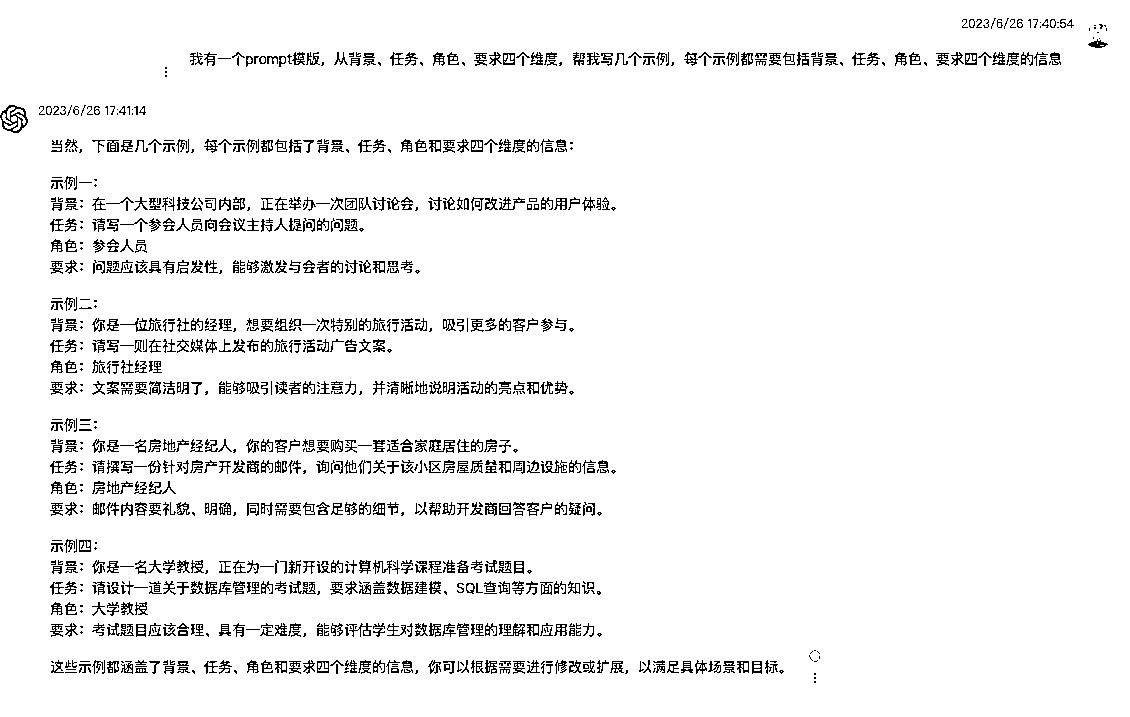 2023/6/26 17:40:54
我有一个prompt模版，从背景、任务、角色、要求四个维度，帮我写几个示例，每个示例都需要包括背景、任务、角色、要求四个维度的信息
2023/6/26 17:41:14
当然，下面是几个示例，每个示例都包括了背景、任务、角色和要求四个维度的信息：
示例一：
背景：在一个大型科技公司内部，正在举办一次团队讨论会，讨论如何改进产品的用户体验。
任务：请写一个参会人员向会议主持人提问的问题。
角色：参会人员
要求：问题应该具有启发性，能够激发与会者的讨论和思考。
示例二：
背景：你是一位旅行社的经理，想要组织一次特别的旅行活动，吸引更多的客户参与。
任务：请写一则在社交媒体上发布的旅行活动广告文案。
角色：旅行社经理
要求：文案需要简洁明了，能够吸引读者的注意力，并清晰地说明活动的亮点和优势。
示例三：
背景：你是一名房地产经纪人，你的客户想要购买一套适合家庭居住的房子。
任务：请撰写一份针对房产开发商的邮件，询问他们关于该小区房屋质量和周边设施的信息。
角色：房地产经纪人
要求：邮件内容要礼貌、明确，同时需要包含足够的细节，以帮助开发商回答客户的疑问。
示例四：
背景：你是一名大学教授，正在为一门新开设的计算机科学课程准备考试题目。
任务：请设计一道关于数据库管理的考试题，要求涵盖数据建模、SQL查询等方面的知识。
角色：大学教授
要求：考试题目应该合理、具有一定难度，能够评估学生对数据库管理的理解和应用能力。
这些示例都涵盖了背景、任务、角色和要求四个维度的信息，你可以根据需要进行修改或扩展，以满足具体场景和目标。